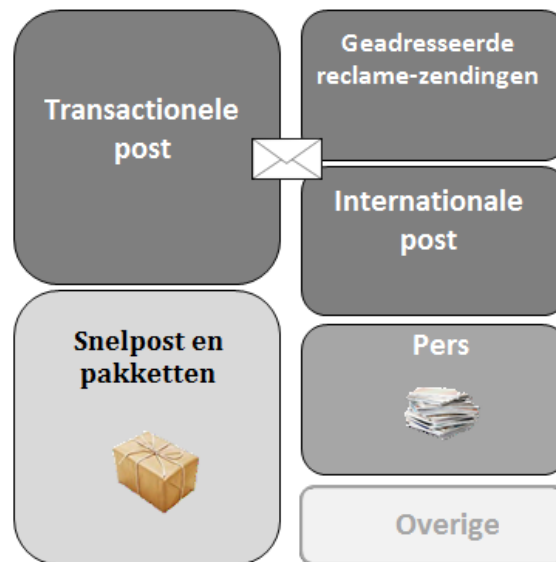 Transactionele
post
Geadresseerde
reclame-zendingen
Internationale
post
Snelpost en
pakketten
Pers
Overige